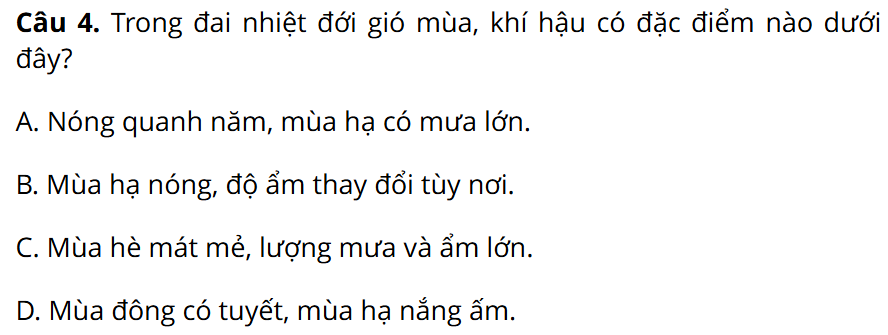 Câu 4. Trong đai nhiệt đới gió mùa, khí hậu có đặc điểm nào dưới
đây?
A. Nóng quanh năm, mùa hạ có mưa lớn.
B. Mùa hạ nóng, độ ẩm thay đổi tùy nơi.
C. Mùa hè mát mẻ, lượng mưa và ẩm lớn.
D. Mùa đông có tuyết, mùa hạ nắng ấm.